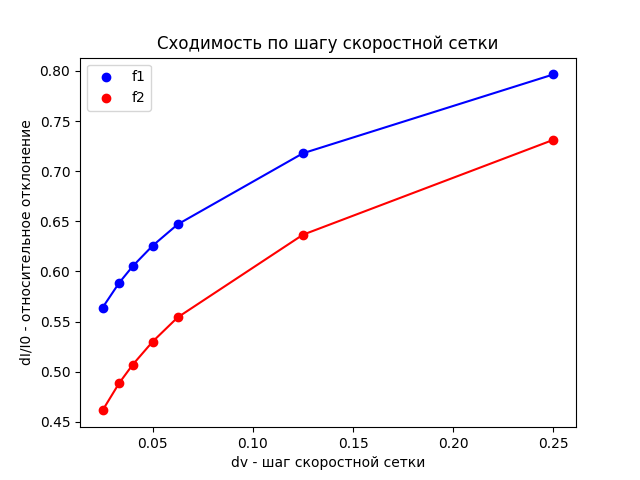 Сходимость по шагу скоростной сетки
f1
f2
dI/I0 - относительное отклонение
0.80
0.75
0.70
0.65
0.60
0.55
0.50
0.45
0.05
0.10
0.15
0.20
0.25
dv - шаг скоростной сетки